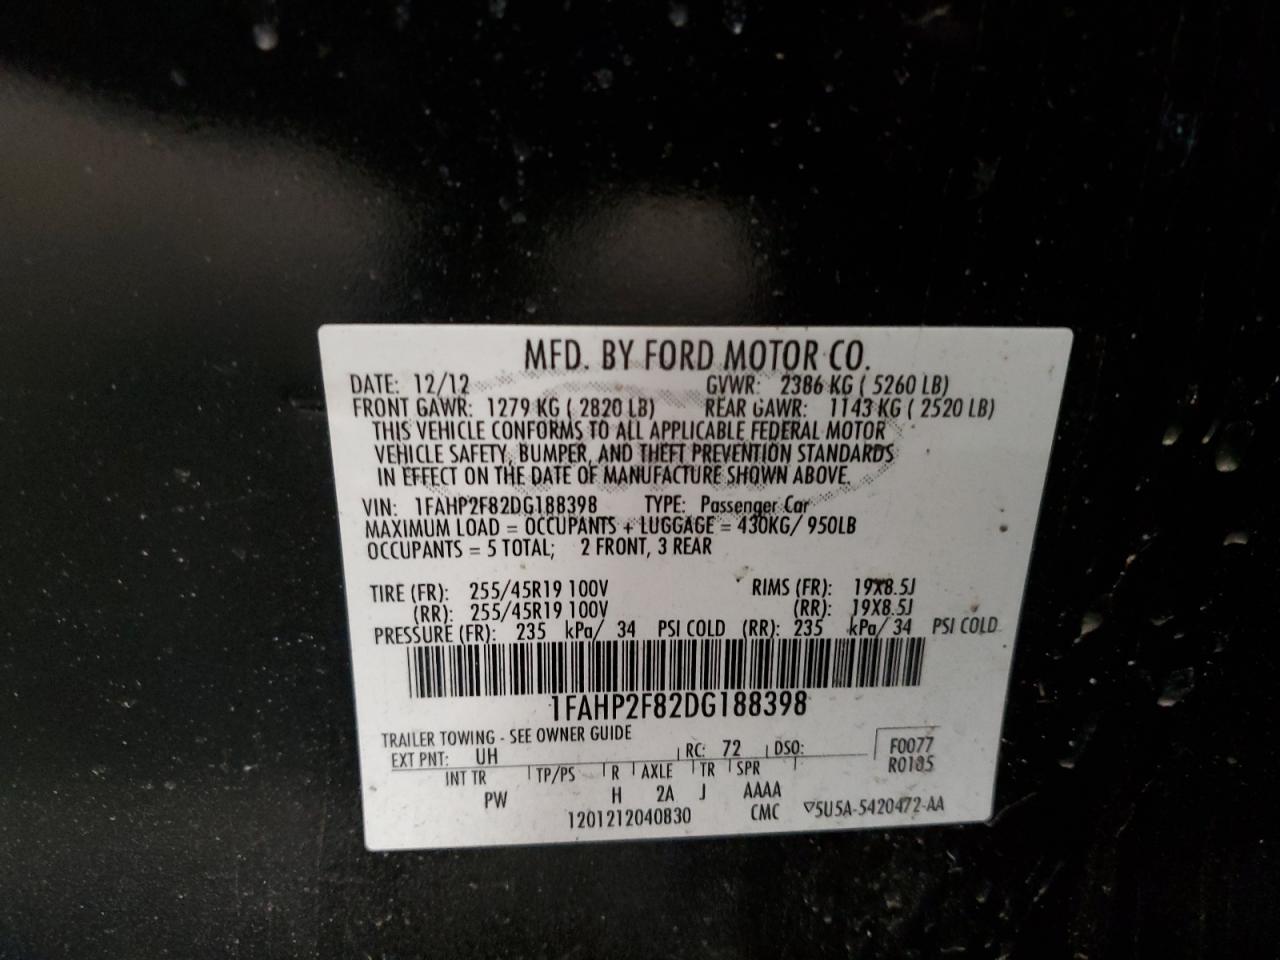 MFD. BY FORD MOTOR CO.
DATE: 12/12 GVWR: 2386 KG ( 5260 LB)
FRONT GAWR: 1279 KG ( 2820 LB) REAR GAWR: 1143 KG ( 2520 LB)
THIS VEHICLE CONFORMS TO ALL APPLICABLE FEDERAL MOTOR
VEHICLE SAFETY, BUMPER, AND THEFT PREVENTION STANDARDS
IN EFFECT ON THE DATE OF MANUFACTURE SHOWN ABOVE.
VIN: 1FAHP2F82DG188398 TYPE: Passenger Car
MAXIMUM LOAD = OCCUPANTS + LUGGAGE = 430KG/ 950LB
OCCUPANTS = 5 TOTAL; 2 FRONT, 3 REAR
TIRE (FR): 255/45R19 100V RIMS (FR): 19X8.5J
(RR): 255/45R19 100V (RR): 19X8.5J
PRESSURE (FR): 235 kPa/ 34 PSI COLD (RR): 235 kPa/ 34 PSI COLD
1FAHP2F82DG188398
TRAILER TOWING - SEE OWNER GUIDE
EXT PNT: UH RC: 72 DSO: F0077
R0185
INT TR TP/PS R AXLE TR SPR
PW H 2A J AAAA
1201212040830 CMC ▽5U5A-5420472-AA